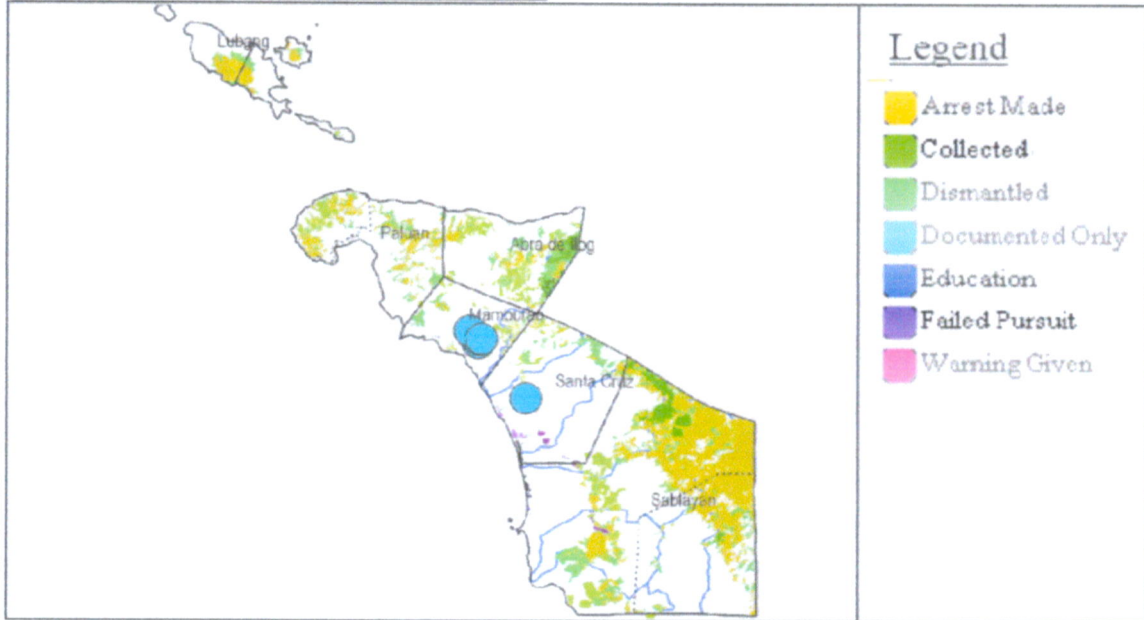 Lubang
Paluan
Abra de Ilog
Mamburao
Santa Cruz
Sablayan
Legend
Arrest Made
Collected
Dismantled
Documented Only
Education
Failed Pursuit
Warning Given